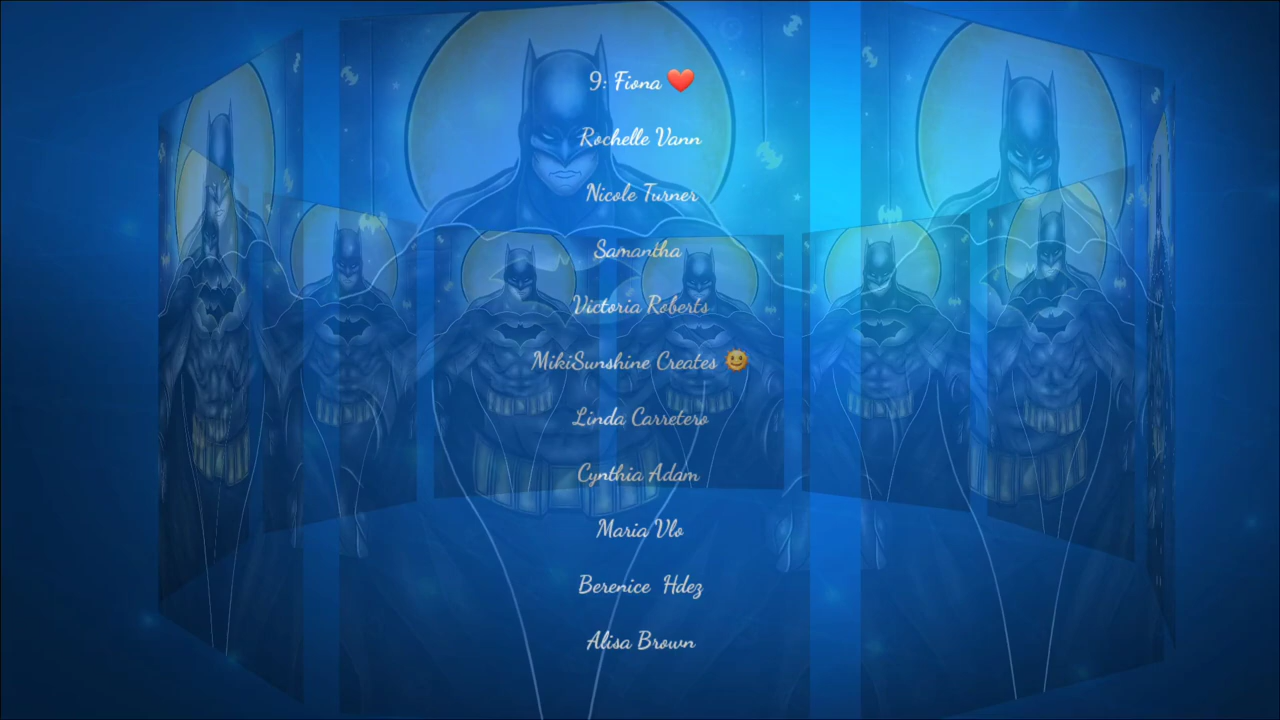 9: Fiona ❤️
Rochelle Vann
Nicole Turner
Samantha
Victoria Roberts
MikiSunshine Creates 🌞
Linda Carretero
Cynthia Adam
Maria Vlo
Berenice Hdez
Alisa Brown